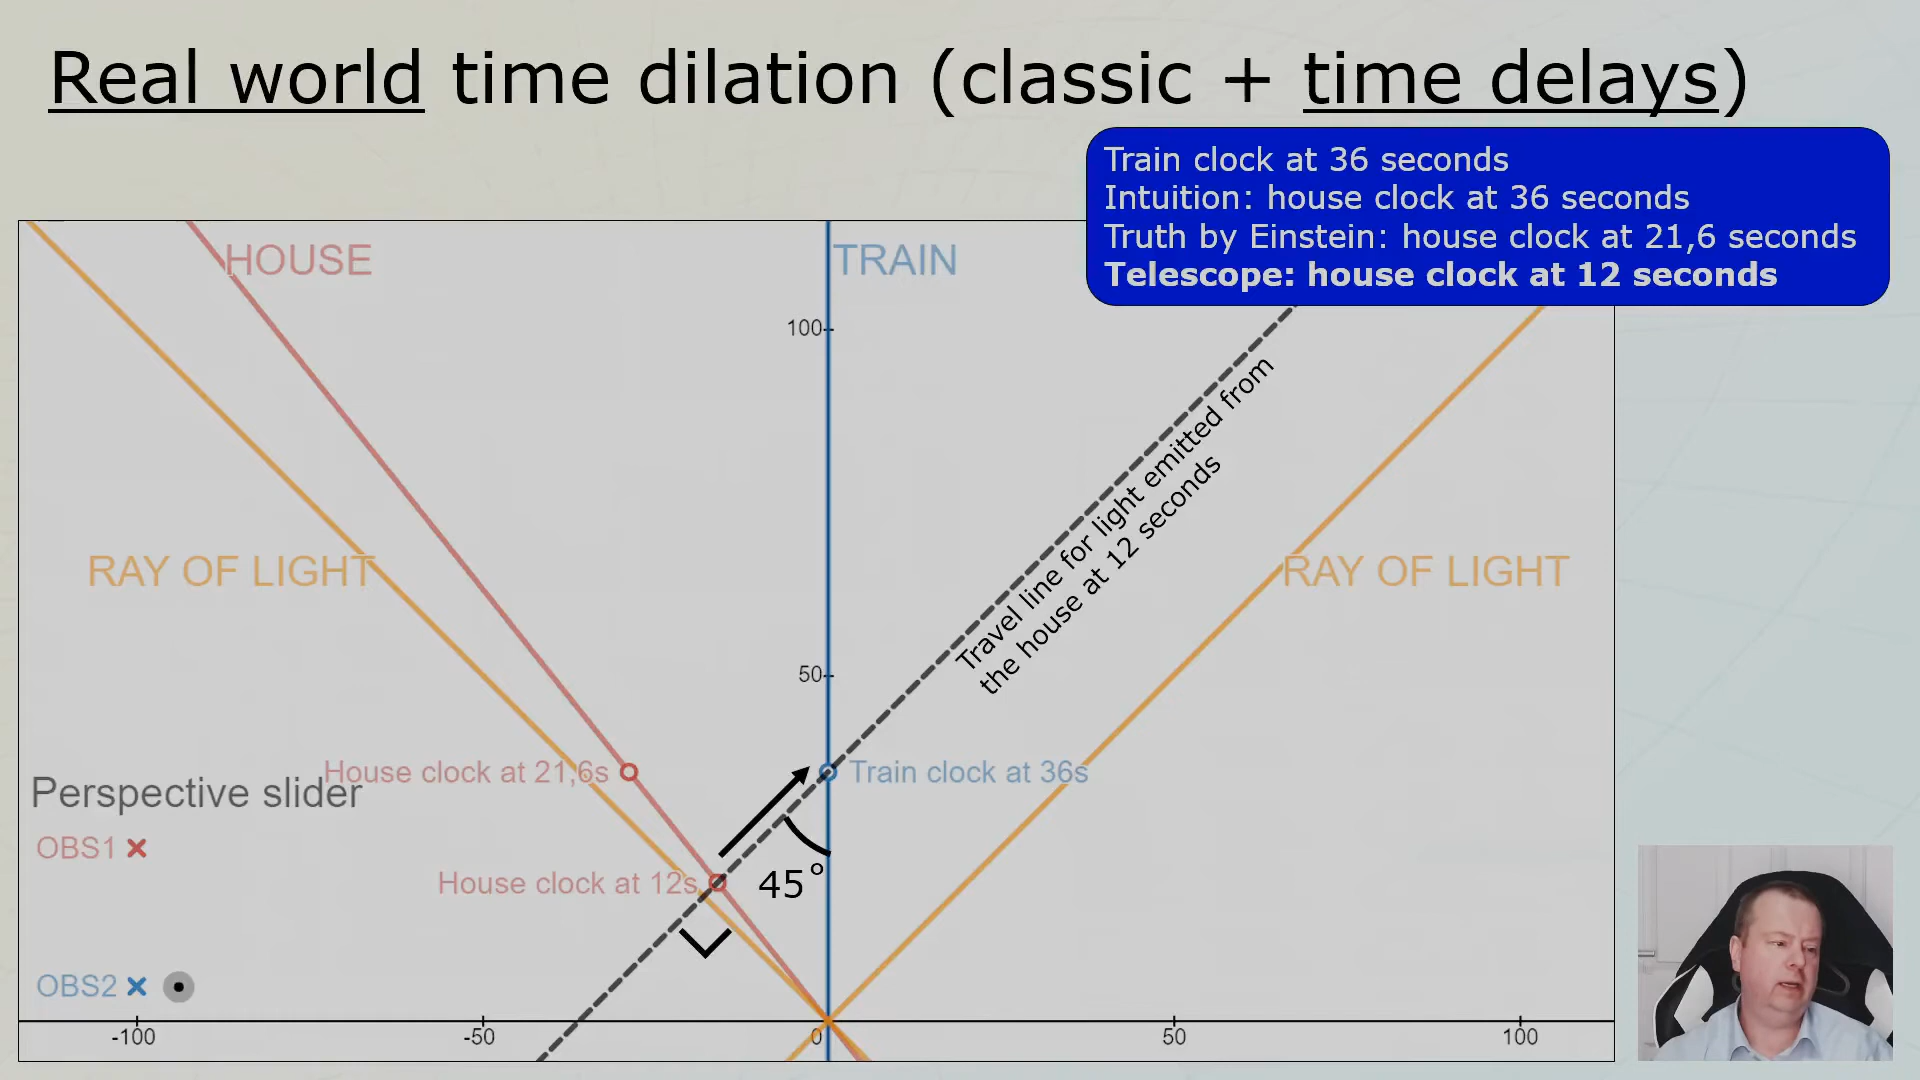 Real world time dilation (classic + time delays)
Train clock at 36 seconds
Intuition: house clock at 36 seconds
Truth by Einstein: house clock at 21,6 seconds
Telescope: house clock at 12 seconds
HOUSE
TRAIN
100
Travel line for light emitted from
the house at 12 seconds
RAY OF LIGHT
RAY OF LIGHT
50
House clock at 21,6s
Train clock at 36s
Perspective slider
OBS1
House clock at 12s
45°
OBS2
-100
-50
0
50
100